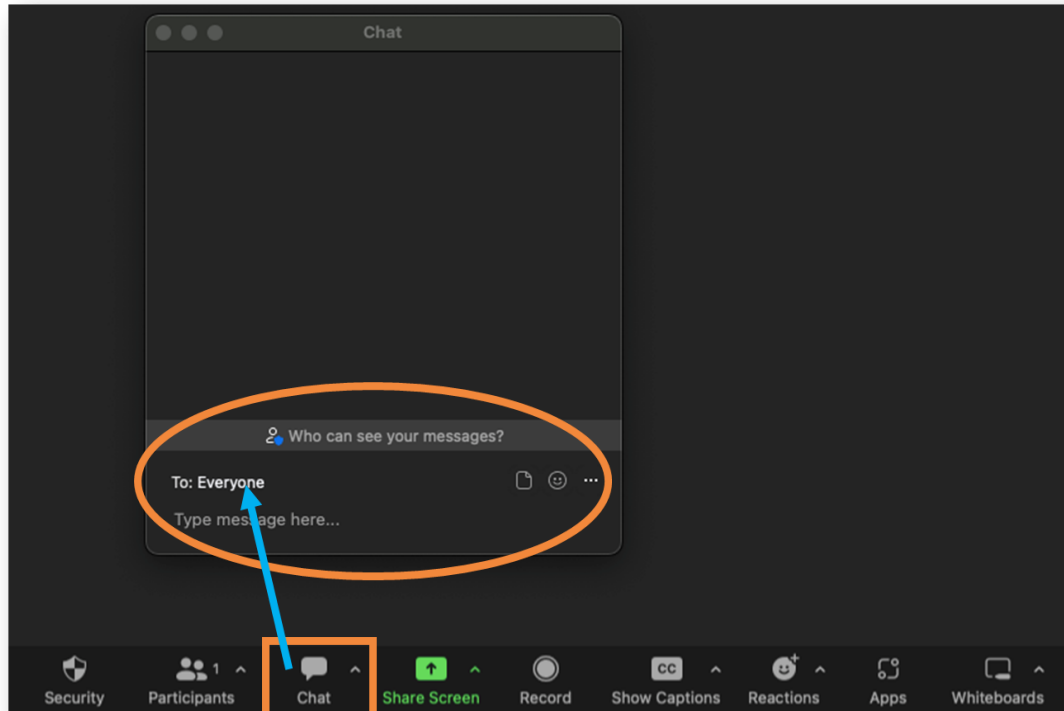 Chat
Who can see your messages?
To: Everyone
Type message here...
1
CC
Security Participants Chat Share Screen Record Show Captions Reactions Apps Whiteboards